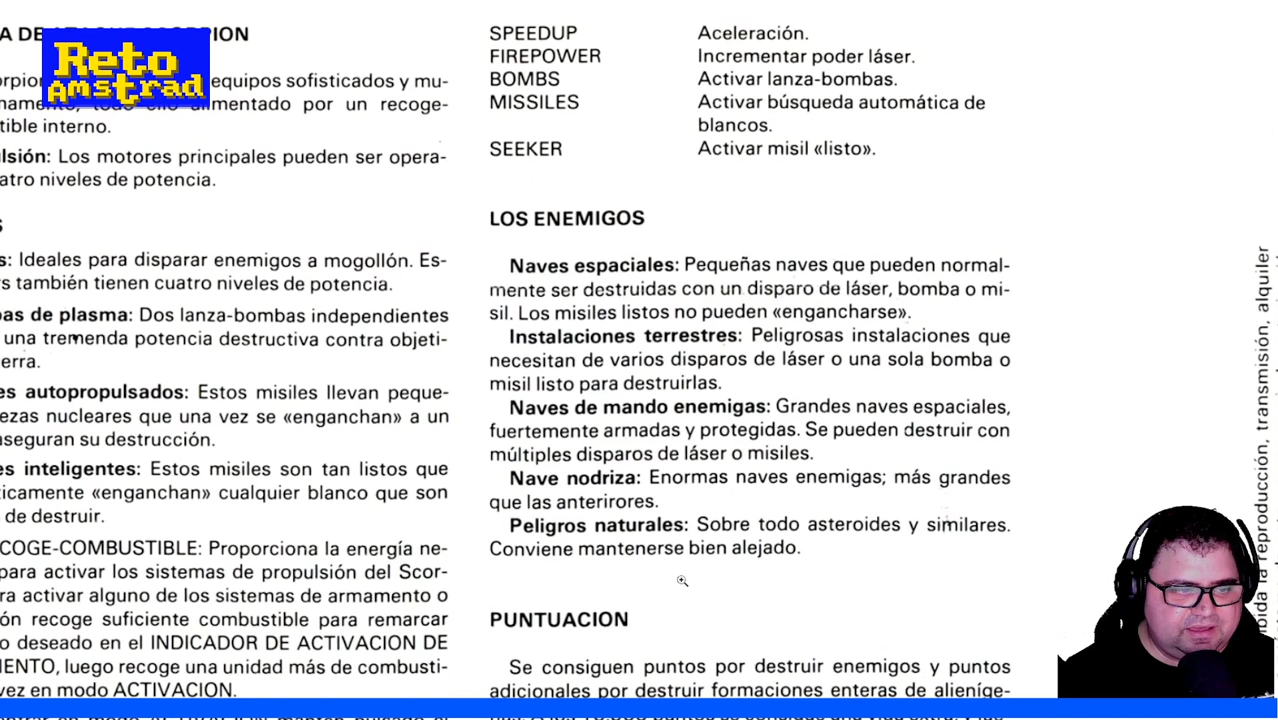 Reto
Amstrad
A DE
SCORPION
equipos sofisticados y mu-
alimentado por un recoge-
tible interno.
ulsión: Los motores principales pueden ser opera-
atro niveles de potencia.
S
s: Ideales para disparar enemigos a mogollón. Es-
rs también tienen cuatro niveles de potencia.
bas de plasma: Dos lanza-bombas independientes
una tremenda potencia destructiva contra objeti-
ierra.
es autopropulsados: Estos misiles llevan peque-
ezas nucleares que una vez se «enganchan» a un
aseguran su destrucción.
es inteligentes: Estos misiles son tan listos que
ticamente «enganchan» cualquier blanco que son
de destruir.
COGE-COMBUSTIBLE: Proporciona la energía ne-
para activar los sistemas de propulsión del Scor-
ra activar alguno de los sistemas de armamento o
ón recoge suficiente combustible para remarcar
o deseado en el INDICADOR DE ACTIVACION DE
IENTO, luego recoge una unidad más de combusti-
vez en modo ACTIVACION.
SPEEDUP Aceleración.
FIREPOWER Incrementar poder láser.
BOMBS Activar lanza-bombas.
MISSILES Activar búsqueda automática de
blancos.
SEEKER Activar misil «listo».
LOS ENEMIGOS
Naves espaciales: Pequeñas naves que pueden normal-
mente ser destruidas con un disparo de láser, bomba o mi-
sil. Los misiles listos no pueden «engancharse».
Instalaciones terrestres: Peligrosas instalaciones que
necesitan de varios disparos de láser o una sola bomba o
misil listo para destruirlas.
Naves de mando enemigas: Grandes naves espaciales,
fuertemente armadas y protegidas. Se pueden destruir con
múltiples disparos de láser o misiles.
Nave nodriza: Enormes naves enemigas; más grandes
que las anterirores.
Peligros naturales: Sobre todo asteroides y similares.
Conviene mantenerse bien alejado.
PUNTUACION
Se consiguen puntos por destruir enemigos y puntos
adicionales por destruir formaciones enteras de alieníge-
bida la reproducción, transmisión, alquiler